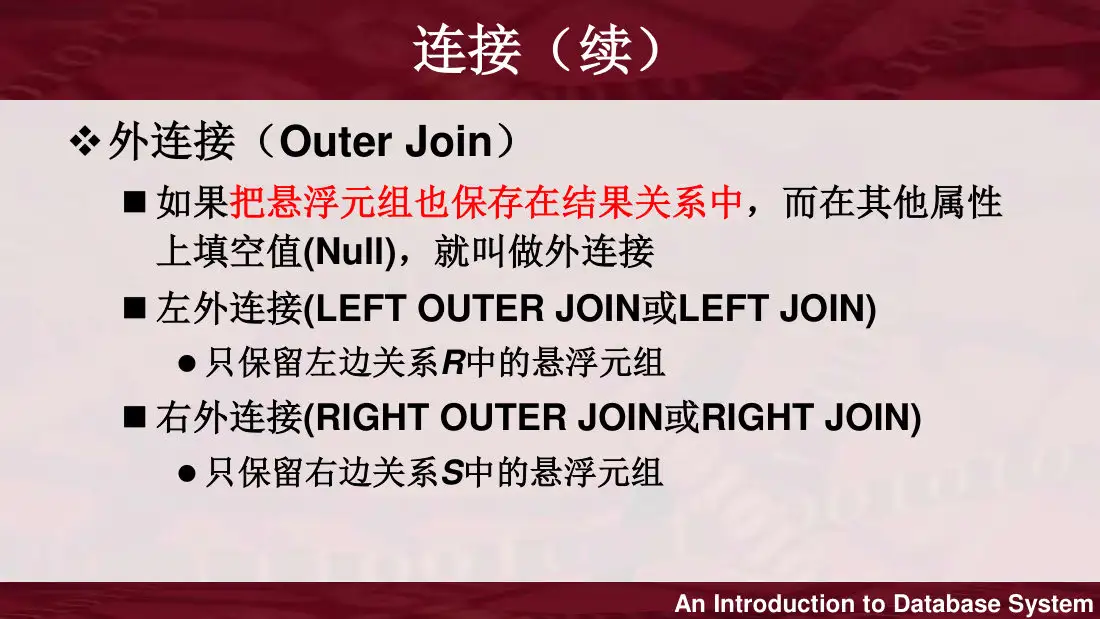 连接（续）
❖外连接（Outer Join）
■如果把悬浮元组也保存在结果关系中，而在其他属性
上填空值(Null)，就叫做外连接
■左外连接(LEFT OUTER JOIN或LEFT JOIN)
●只保留左边关系R中的悬浮元组
■右外连接(RIGHT OUTER JOIN或RIGHT JOIN)
●只保留右边关系S中的悬浮元组
An Introduction to Database System